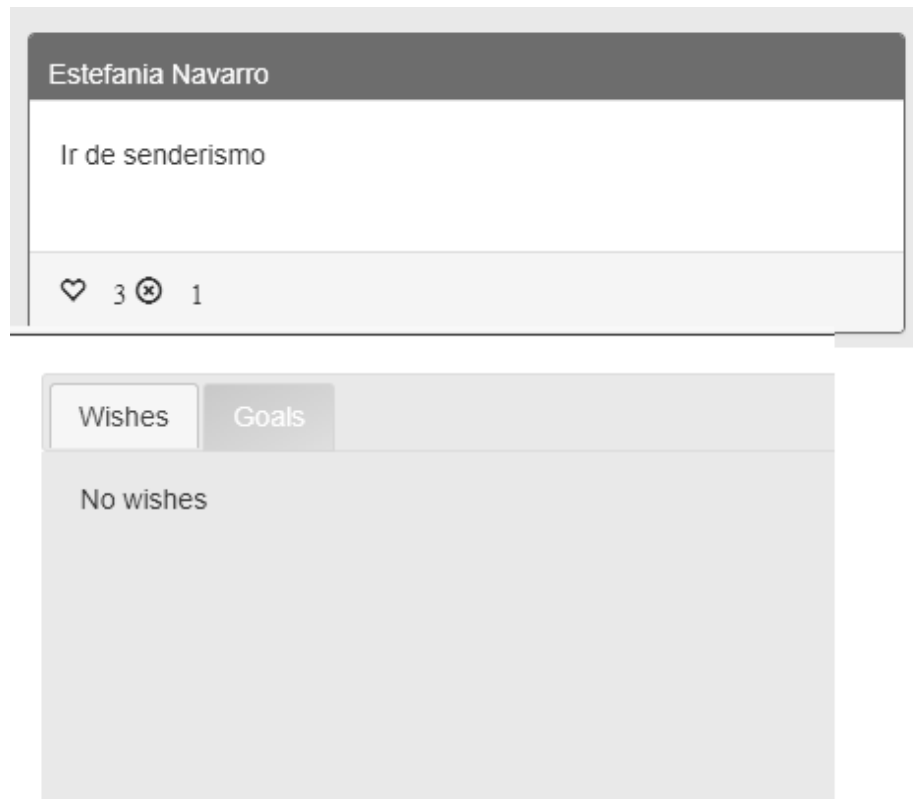 Estefania Navarro
Ir de senderismo
3 1
Wishes Goals
No wishes